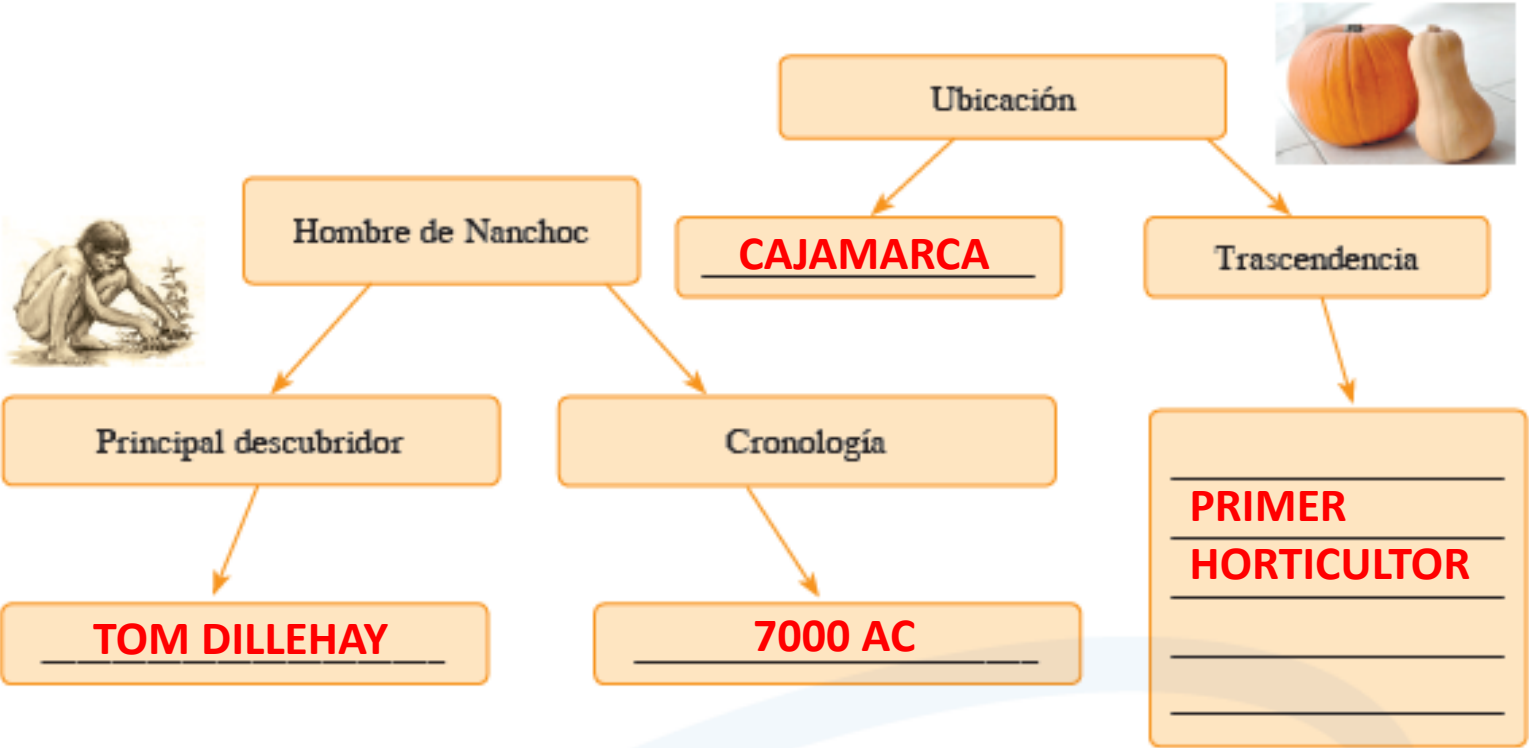 Ubicación
Hombre de Nanchoc
CAJAMARCA
Trascendencia
Principal descubridor
Cronología
PRIMER
HORTICULTOR
TOM DILLEHAY
7000 AC